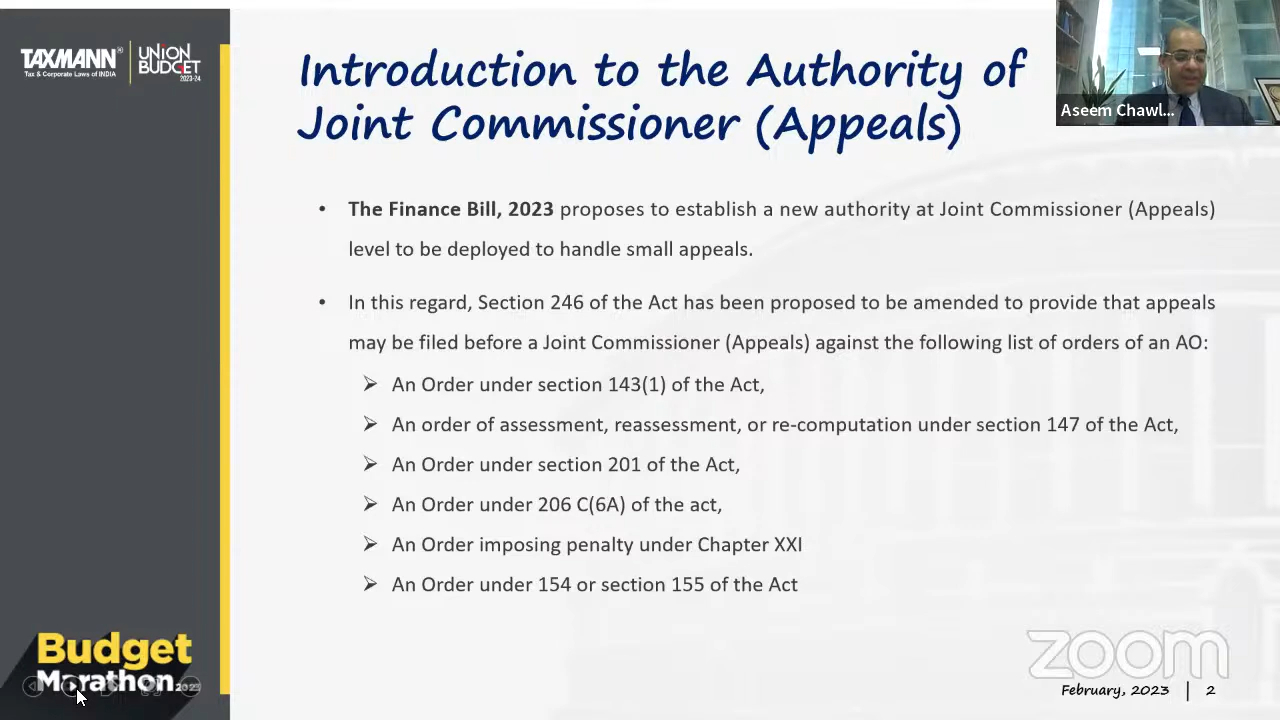 TAXMANN®
Tax & Corporate Laws of INDIA
UNION
BUDGET
2023-24
Introduction to the Authority of
Joint Commissioner (Appeals)
Aseem Chawl...
• The Finance Bill, 2023 proposes to establish a new authority at Joint Commissioner (Appeals)
level to be deployed to handle small appeals.
• In this regard, Section 246 of the Act has been proposed to be amended to provide that appeals
may be filed before a Joint Commissioner (Appeals) against the following list of orders of an AO:
➢ An Order under section 143(1) of the Act,
➢ An order of assessment, reassessment, or re-computation under section 147 of the Act,
➢ An Order under section 201 of the Act,
➢ An Order under 206 C(6A) of the act,
➢ An Order imposing penalty under Chapter XXI
➢ An Order under 154 or section 155 of the Act
Budget
Marathon 2023
zoom
February, 2023 | 2